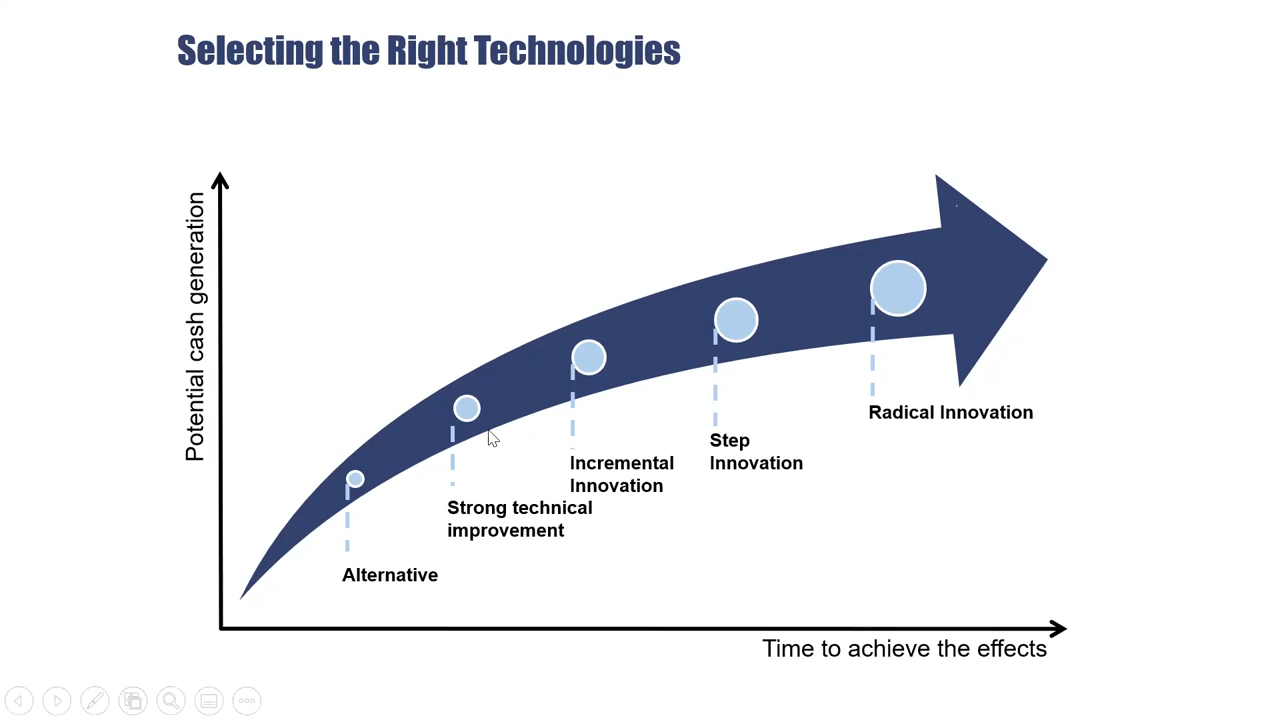 Selecting the Right Technologies
Potential cash generation
Alternative
Strong technical
improvement
Incremental
Innovation
Step
Innovation
Radical Innovation
Time to achieve the effects